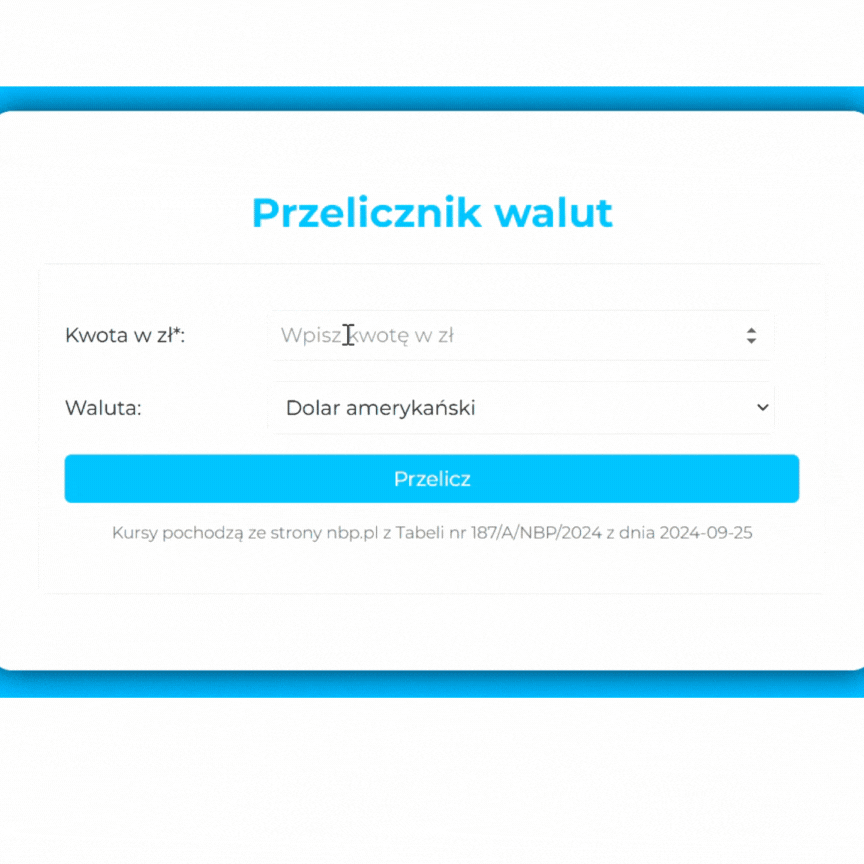 Przelicznik walut
Kwota w zł*:
Wpisz kwotę w zł
Waluta:
Dolar amerykański
Przelicz
Kursy pochodzą ze strony nbp.pl z Tabeli nr 187/A/NBP/2024 z dnia 2024-09-25